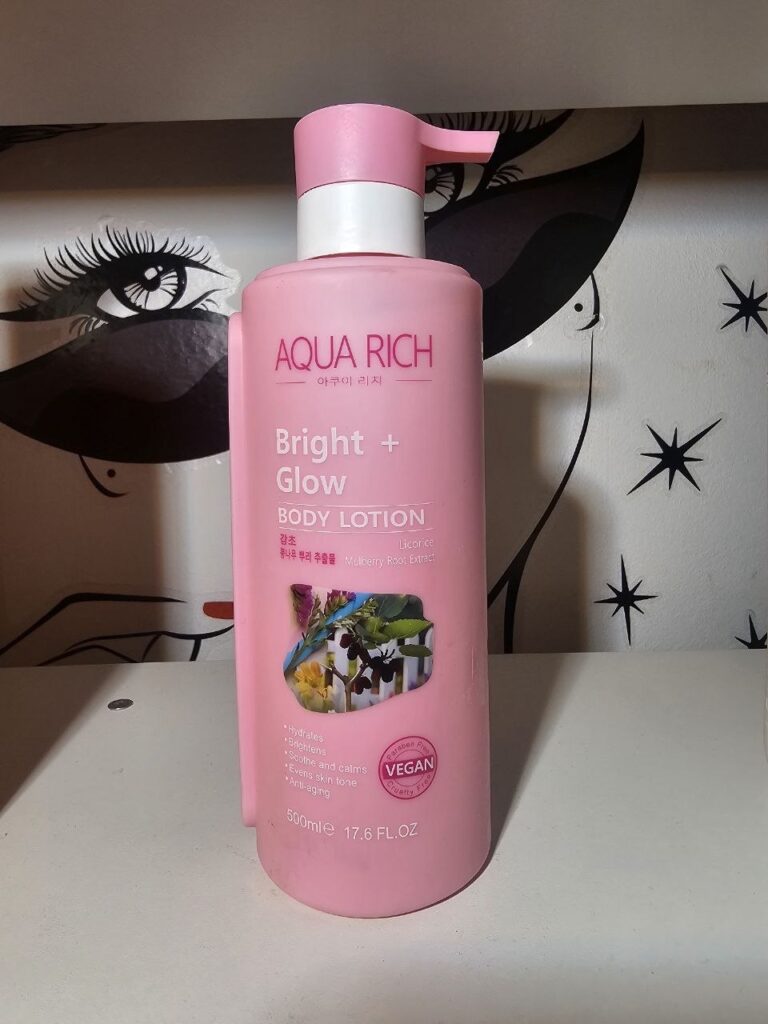 AQUA RICH
아쿠아 리치
Bright +
Glow
BODY LOTION
감초
뽕나무 뿌리 추출물
Licorice
Mulberry Root Extract
•Hydrates
•Brightens
•Soothe and calms
•Evens skin tone
•Anti-aging
Paraben Free
VEGAN
Cruelty Free
500ml℮ 17.6 FL.OZ